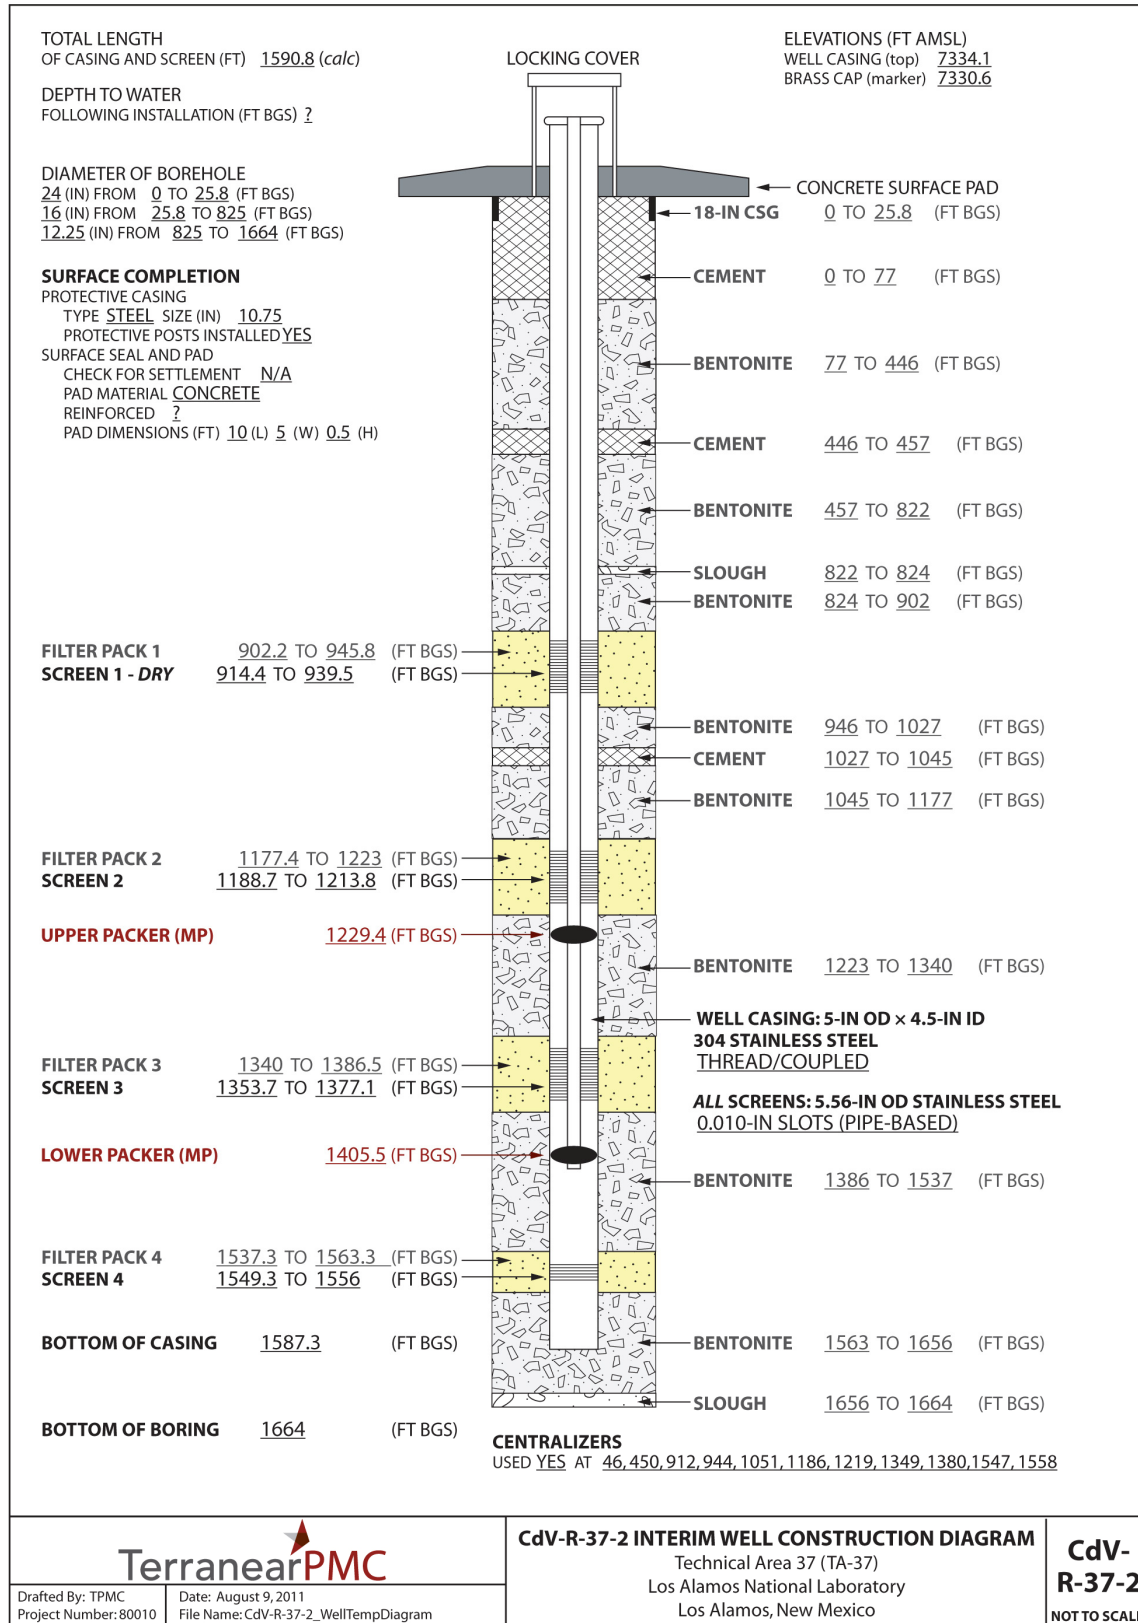 TOTAL LENGTH
OF CASING AND SCREEN (FT) 1590.8 (calc)
DEPTH TO WATER
FOLLOWING INSTALLATION (FT BGS) ?
DIAMETER OF BOREHOLE
24 (IN) FROM 0 TO 25.8 (FT BGS)
16 (IN) FROM 25.8 TO 825 (FT BGS)
12.25 (IN) FROM 825 TO 1664 (FT BGS)
SURFACE COMPLETION
PROTECTIVE CASING
TYPE STEEL SIZE (IN) 10.75
PROTECTIVE POSTS INSTALLED YES
SURFACE SEAL AND PAD
CHECK FOR SETTLEMENT N/A
PAD MATERIAL CONCRETE
REINFORCED ?
PAD DIMENSIONS (FT) 10 (L) 5 (W) 0.5 (H)
LOCKING COVER
ELEVATIONS (FT AMSL)
WELL CASING (top) 7334.1
BRASS CAP (marker) 7330.6
CONCRETE SURFACE PAD
18-IN CSG 0 TO 25.8 (FT BGS)
CEMENT 0 TO 77 (FT BGS)
BENTONITE 77 TO 446 (FT BGS)
CEMENT 446 TO 457 (FT BGS)
BENTONITE 457 TO 822 (FT BGS)
SLOUGH 822 TO 824 (FT BGS)
BENTONITE 824 TO 902 (FT BGS)
FILTER PACK 1 902.2 TO 945.8 (FT BGS)
SCREEN 1 - DRY 914.4 TO 939.5 (FT BGS)
BENTONITE 946 TO 1027 (FT BGS)
CEMENT 1027 TO 1045 (FT BGS)
BENTONITE 1045 TO 1177 (FT BGS)
FILTER PACK 2 1177.4 TO 1223 (FT BGS)
SCREEN 2 1188.7 TO 1213.8 (FT BGS)
UPPER PACKER (MP) 1229.4 (FT BGS)
BENTONITE 1223 TO 1340 (FT BGS)
WELL CASING: 5-IN OD × 4.5-IN ID
304 STAINLESS STEEL
THREAD/COUPLED
FILTER PACK 3 1340 TO 1386.5 (FT BGS)
SCREEN 3 1353.7 TO 1377.1 (FT BGS)
ALL SCREENS: 5.56-IN OD STAINLESS STEEL
0.010-IN SLOTS (PIPE-BASED)
LOWER PACKER (MP) 1405.5 (FT BGS)
BENTONITE 1386 TO 1537 (FT BGS)
FILTER PACK 4 1537.3 TO 1563.3 (FT BGS)
SCREEN 4 1549.3 TO 1556 (FT BGS)
BOTTOM OF CASING 1587.3 (FT BGS)
BENTONITE 1563 TO 1656 (FT BGS)
SLOUGH 1656 TO 1664 (FT BGS)
BOTTOM OF BORING 1664 (FT BGS)
CENTRALIZERS
USED YES AT 46, 450, 912, 944, 1051, 1186, 1219, 1349, 1380, 1547, 1558
TerranearPMC
Drafted By: TPMC
Project Number: 80010
Date: August 9, 2011
File Name: CdV-R-37-2_WellTempDiagram
CdV-R-37-2 INTERIM WELL CONSTRUCTION DIAGRAM
Technical Area 37 (TA-37)
Los Alamos National Laboratory
Los Alamos, New Mexico
CdV-
R-37-2
NOT TO SCALE